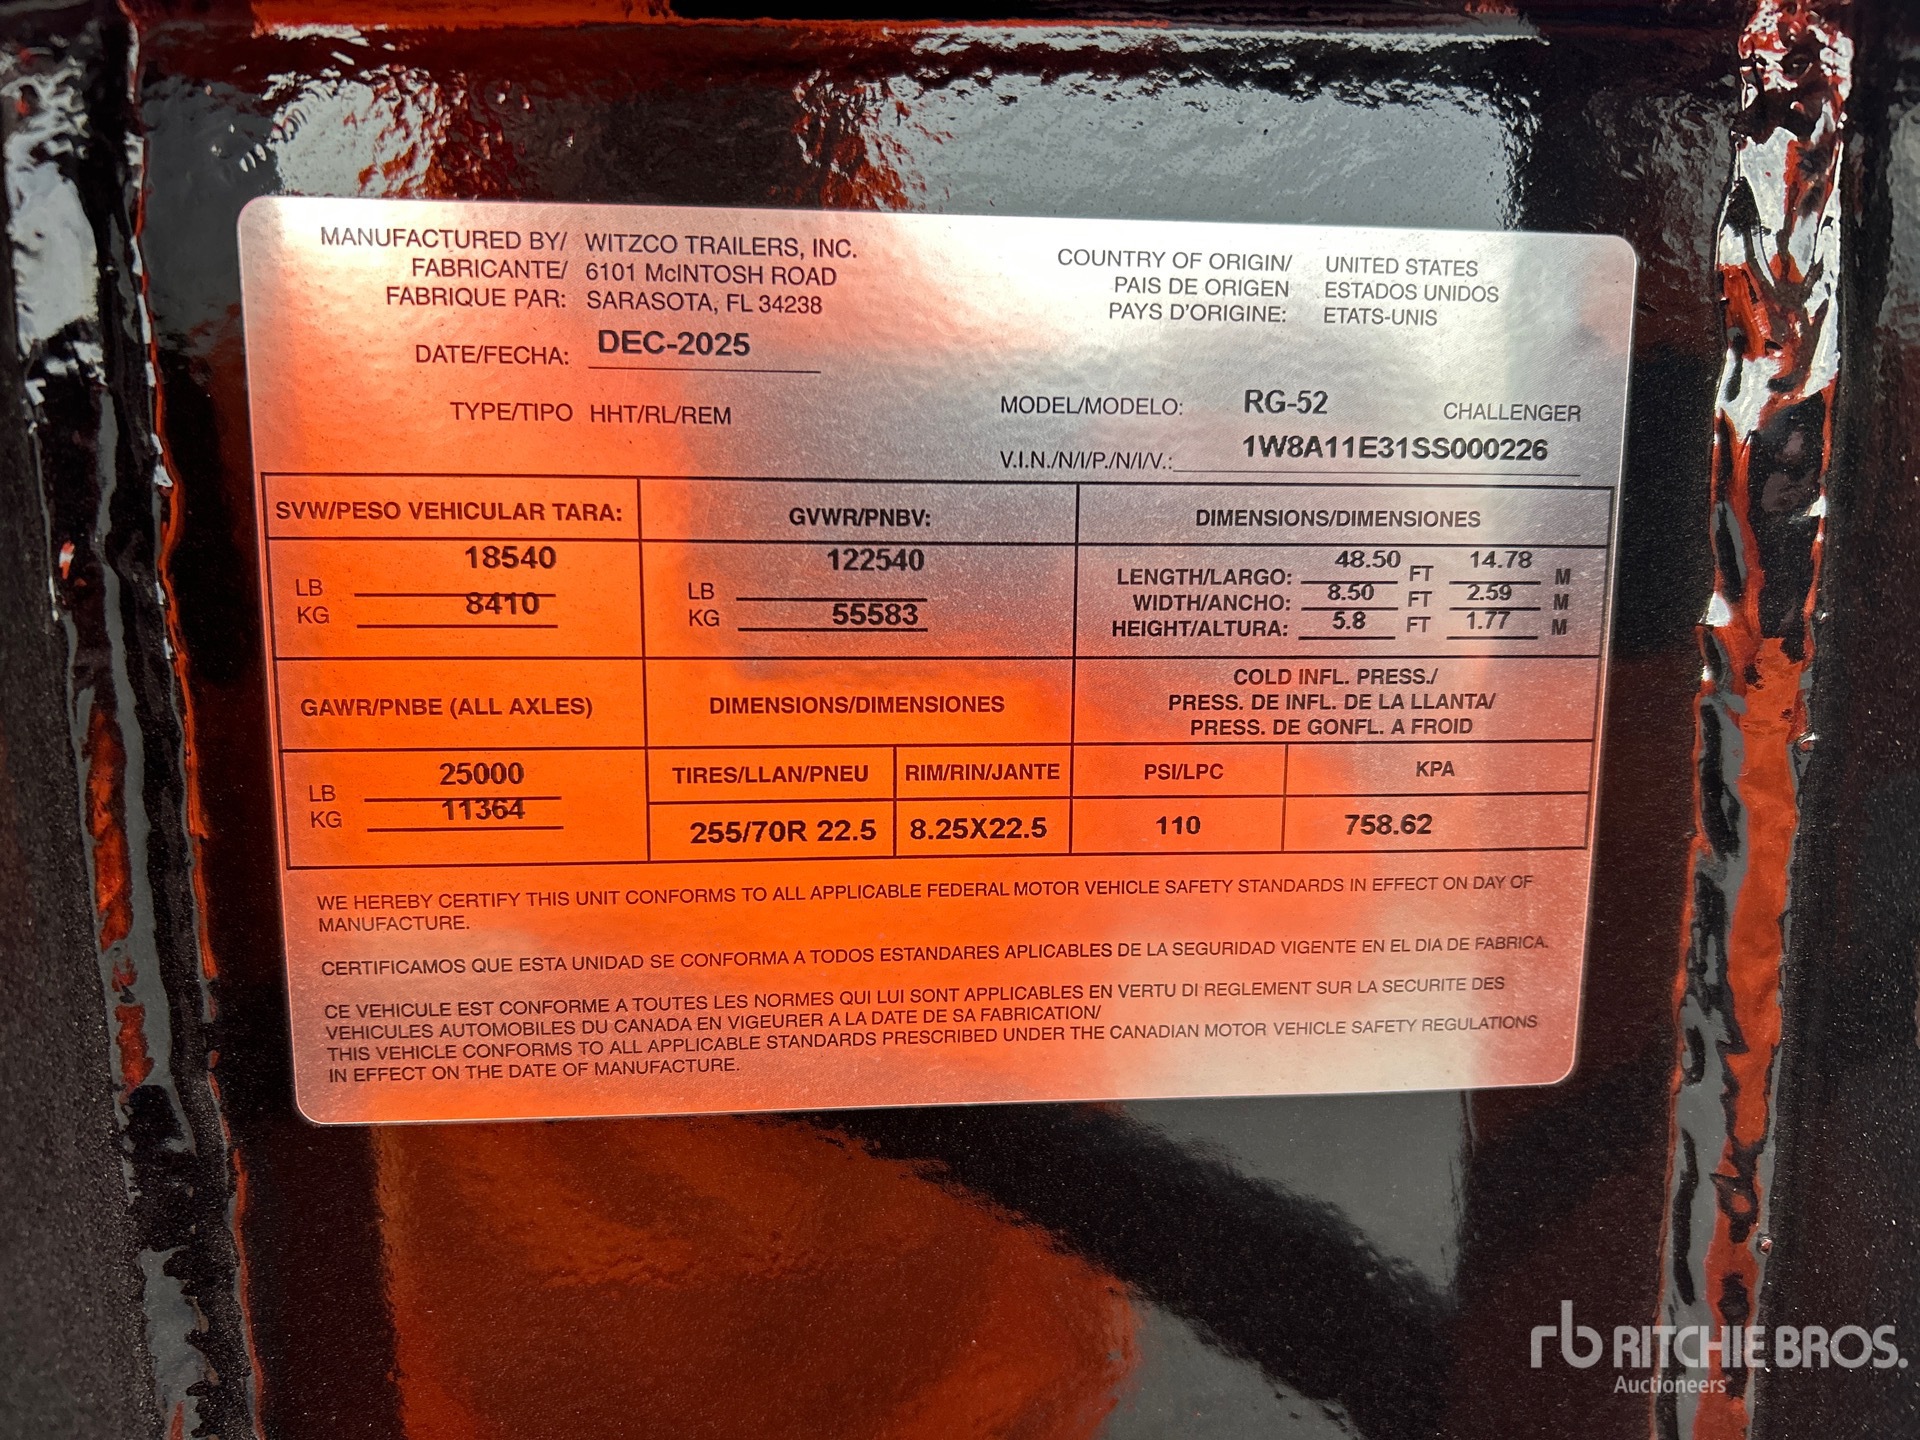 MANUFACTURED BY/ WITZCO TRAILERS, INC.
FABRICANTE/ 6101 McINTOSH ROAD
FABRIQUE PAR: SARASOTA, FL 34238
COUNTRY OF ORIGIN/ UNITED STATES
PAIS DE ORIGEN ESTADOS UNIDOS
PAYS D'ORIGINE: ETATS-UNIS
DATE/FECHA: DEC-2025
TYPE/TIPO HHT/RL/REM
MODEL/MODELO: RG-52 CHALLENGER
V.I.N./N/I/P./N/I/V.: 1W8A11E31SS000226
SVW/PESO VEHICULAR TARA: GVWR/PNBV: DIMENSIONS/DIMENSIONES
LB 18540
KG 8410
LB 122540
KG 55583
LENGTH/LARGO: 48.50 FT 14.78 M
WIDTH/ANCHO: 8.50 FT 2.59 M
HEIGHT/ALTURA: 5.8 FT 1.77 M
GAWR/PNBE (ALL AXLES) DIMENSIONS/DIMENSIONES
COLD INFL. PRESS./
PRESS. DE INFL. DE LA LLANTA/
PRESS. DE GONFL. A FROID
LB 25000
KG 11364
TIRES/LLAN/PNEU RIM/RIN/JANTE PSI/LPC KPA
255/70R 22.5 8.25X22.5 110 758.62
WE HEREBY CERTIFY THIS UNIT CONFORMS TO ALL APPLICABLE FEDERAL MOTOR VEHICLE SAFETY STANDARDS IN EFFECT ON DAY OF
MANUFACTURE.
CERTIFICAMOS QUE ESTA UNIDAD SE CONFORMA A TODOS ESTANDARES APLICABLES DE LA SEGURIDAD VIGENTE EN EL DIA DE FABRICA.
CE VEHICULE EST CONFORME A TOUTES LES NORMES QUI LUI SONT APPLICABLES EN VERTU DI REGLEMENT SUR LA SECURITE DES
VEHICULES AUTOMOBILES DU CANADA EN VIGEURER A LA DATE DE SA FABRICATION/
THIS VEHICLE CONFORMS TO ALL APPLICABLE STANDARDS PRESCRIBED UNDER THE CANADIAN MOTOR VEHICLE SAFETY REGULATIONS
IN EFFECT ON THE DATE OF MANUFACTURE.
rb RITCHIE BROS.
Auctioneers